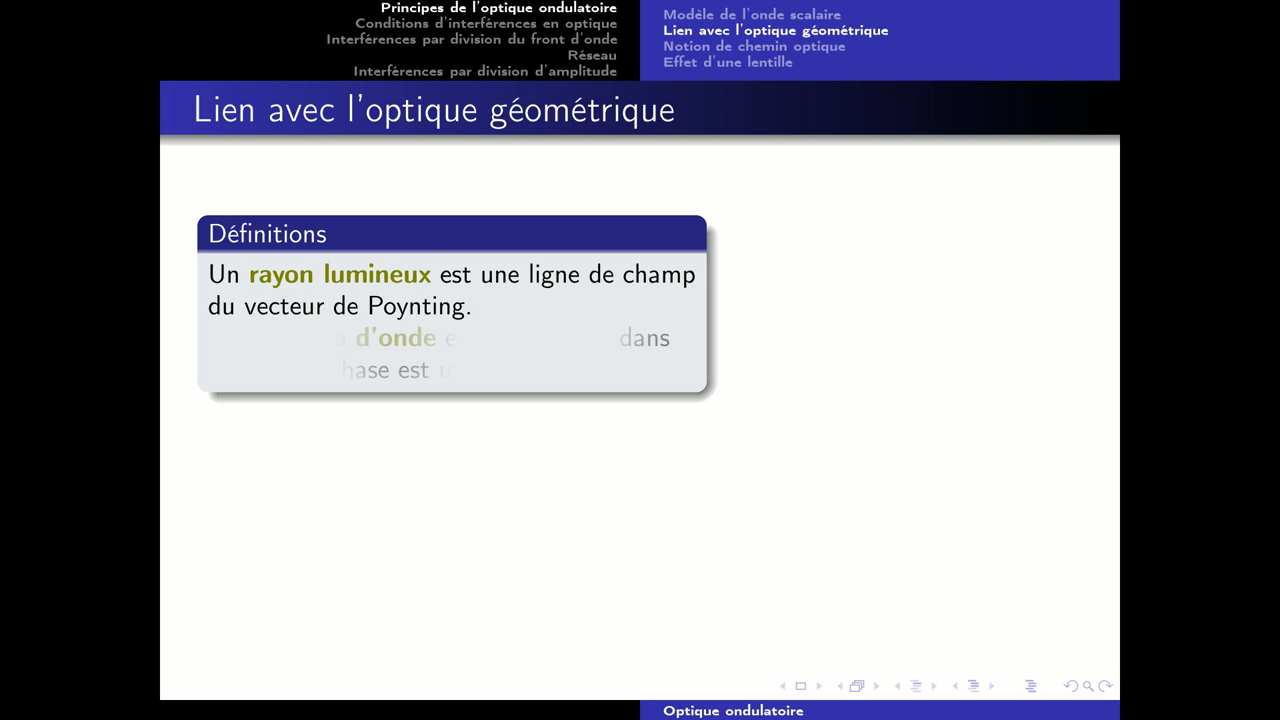 Principes de l'optique ondulatoire
Conditions d'interférences en optique
Interférences par division du front d'onde
Réseau
Interférences par division d'amplitude
Modèle de l'onde scalaire
Lien avec l'optique géométrique
Notion de chemin optique
Effet d'une lentille
Lien avec l'optique géométrique
Définitions
Un rayon lumineux est une ligne de champ
du vecteur de Poynting.
d'onde dans
est
Optique ondulatoire